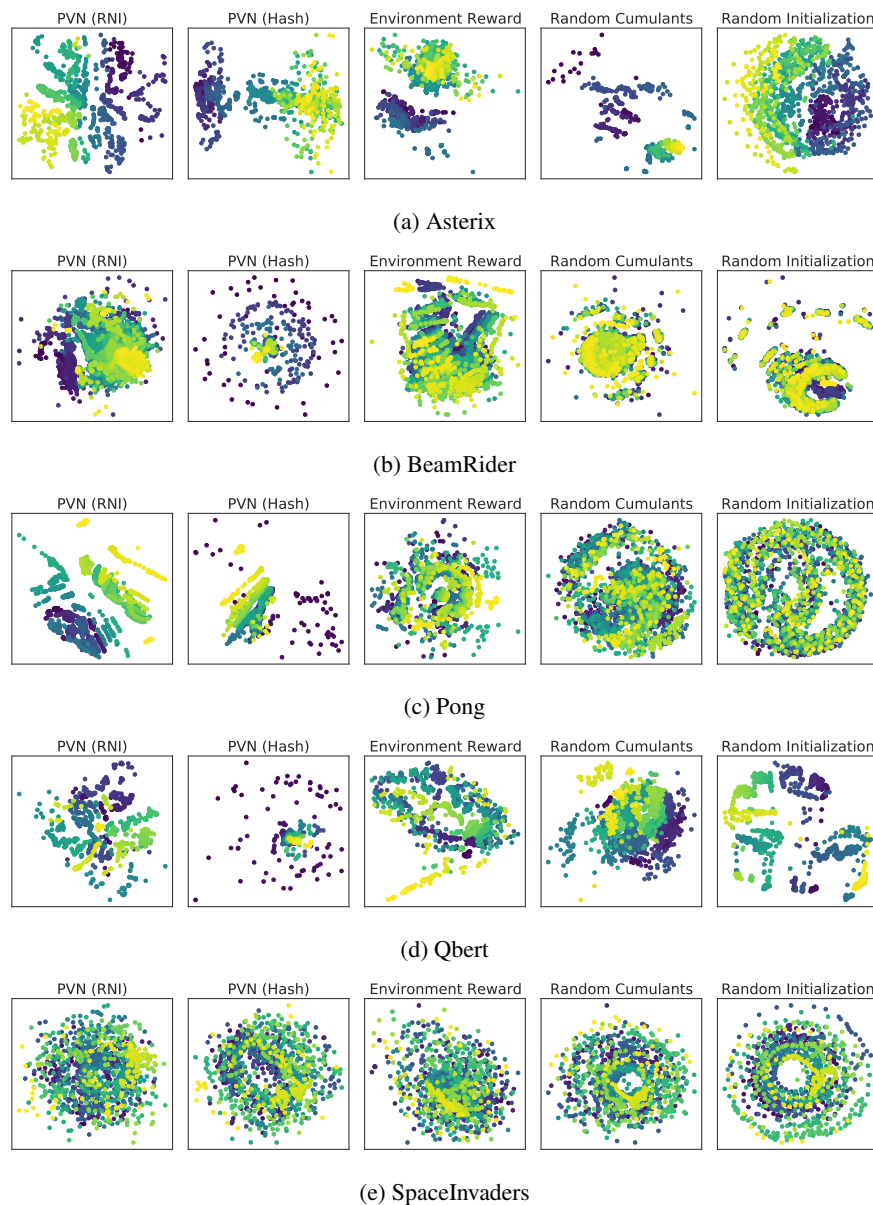 PVN (RNI) PVN (Hash) Environment Reward Random Cumulants Random Initialization
(a) Asterix
PVN (RNI) PVN (Hash) Environment Reward Random Cumulants Random Initialization
(b) BeamRider
PVN (RNI) PVN (Hash) Environment Reward Random Cumulants Random Initialization
(c) Pong
PVN (RNI) PVN (Hash) Environment Reward Random Cumulants Random Initialization
(d) Qbert
PVN (RNI) PVN (Hash) Environment Reward Random Cumulants Random Initialization
(e) SpaceInvaders